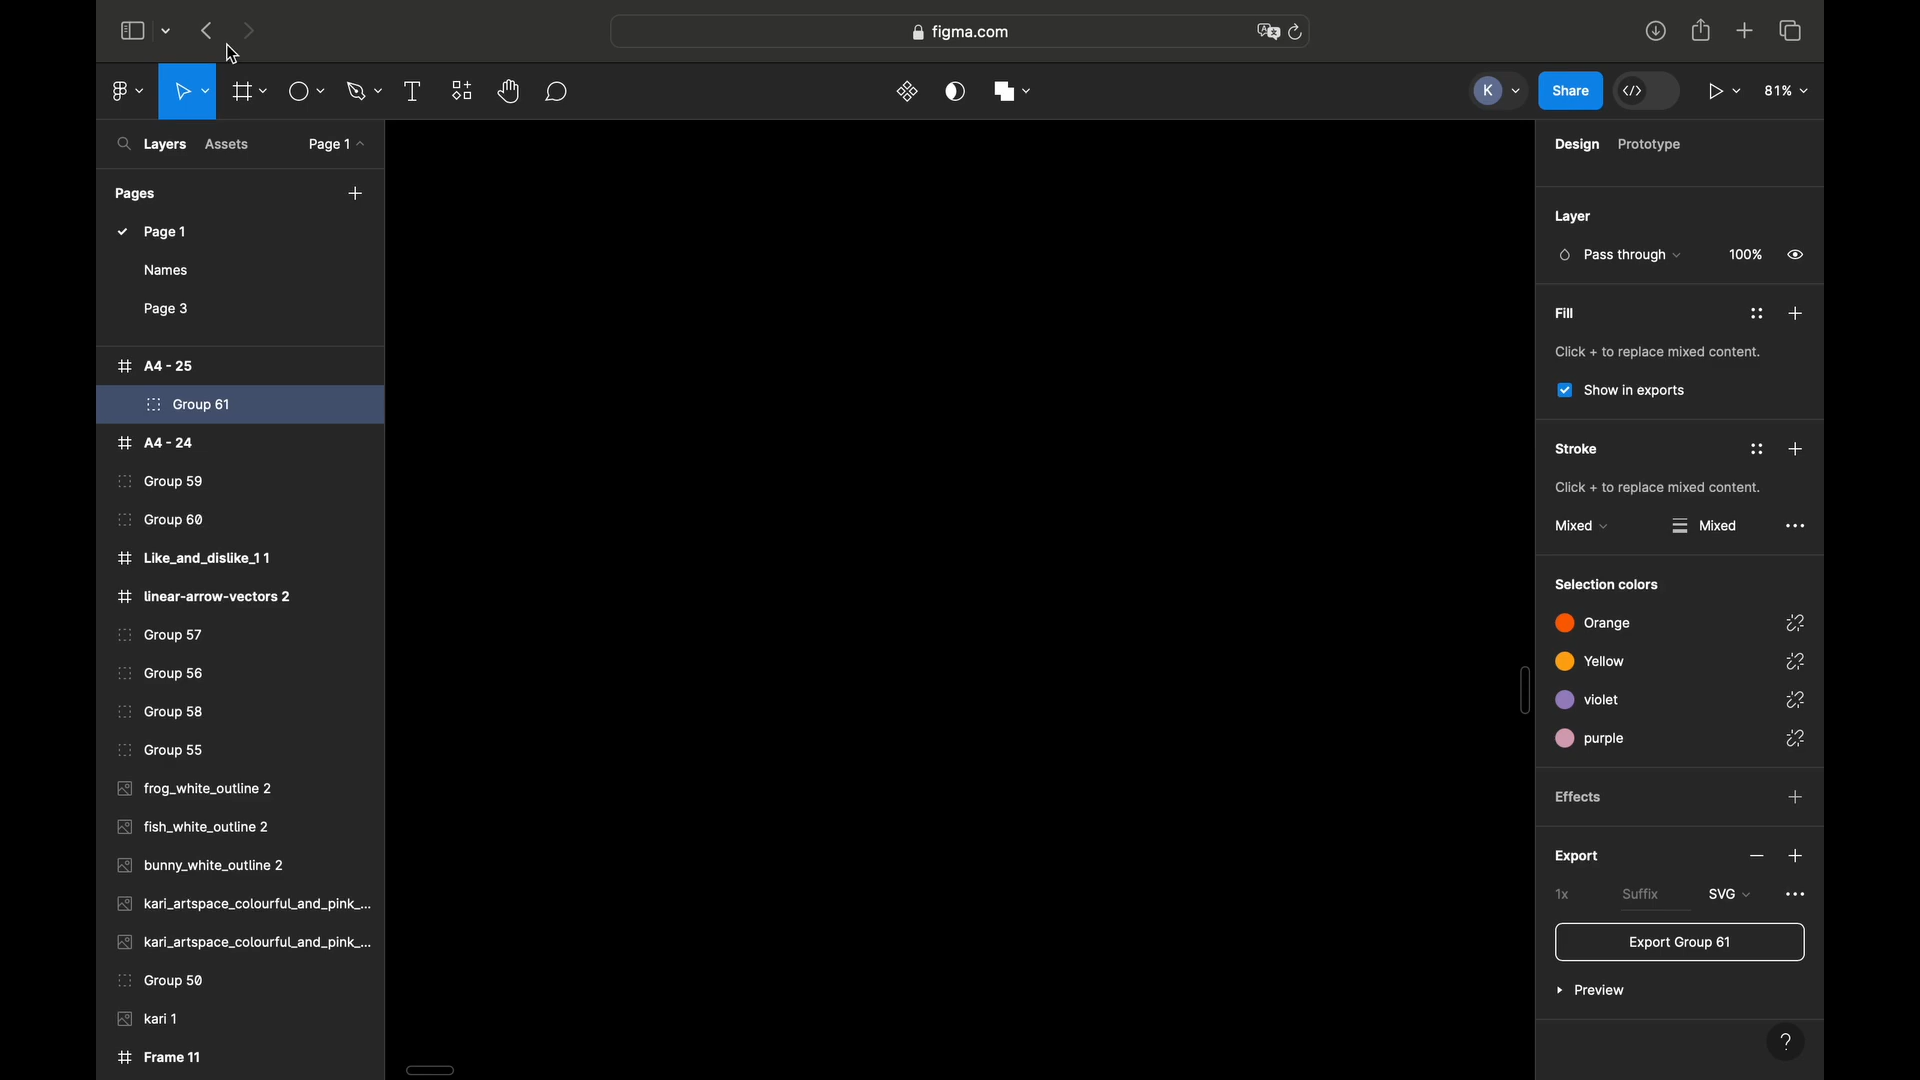 figma.com
K
Share
81%
Layers
Assets
Page 1
Design
Prototype
Pages
Page 1
Names
Page 3
A4 - 25
Group 61
A4 - 24
Group 59
Group 60
Like_and_dislike_1 1
linear-arrow-vectors 2
Group 57
Group 56
Group 58
Group 55
frog_white_outline 2
fish_white_outline 2
bunny_white_outline 2
kari_artspace_colourful_and_pink_...
kari_artspace_colourful_and_pink_...
Group 50
kari 1
Frame 11
Layer
Pass through
100%
Fill
Click + to replace mixed content.
Show in exports
Stroke
Click + to replace mixed content.
Mixed
Mixed
Selection colors
Orange
Yellow
violet
purple
Effects
Export
1x
Suffix
SVG
Export Group 61
Preview
?